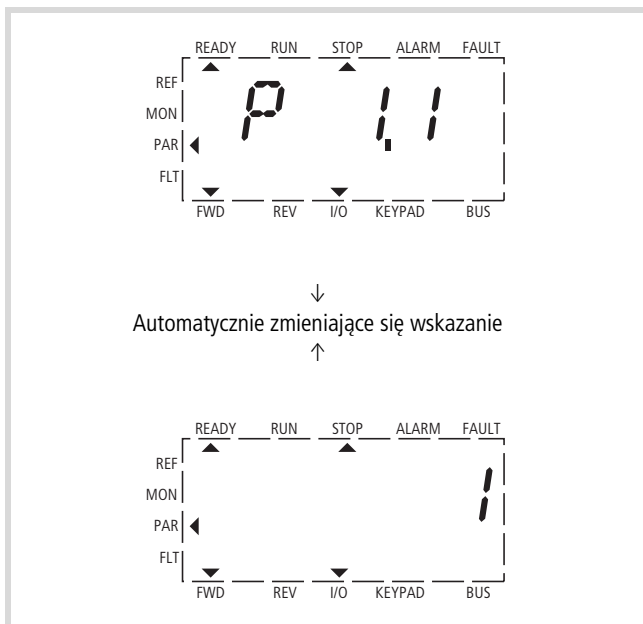 READY RUN STOP ALARM FAULT
REF
P 1.1
MON
PAR
FLT
FWD REV I/O KEYPAD BUS
↓
Automatycznie zmieniające się wskazanie
↑
READY RUN STOP ALARM FAULT
REF
1
MON
PAR
FLT
FWD REV I/O KEYPAD BUS